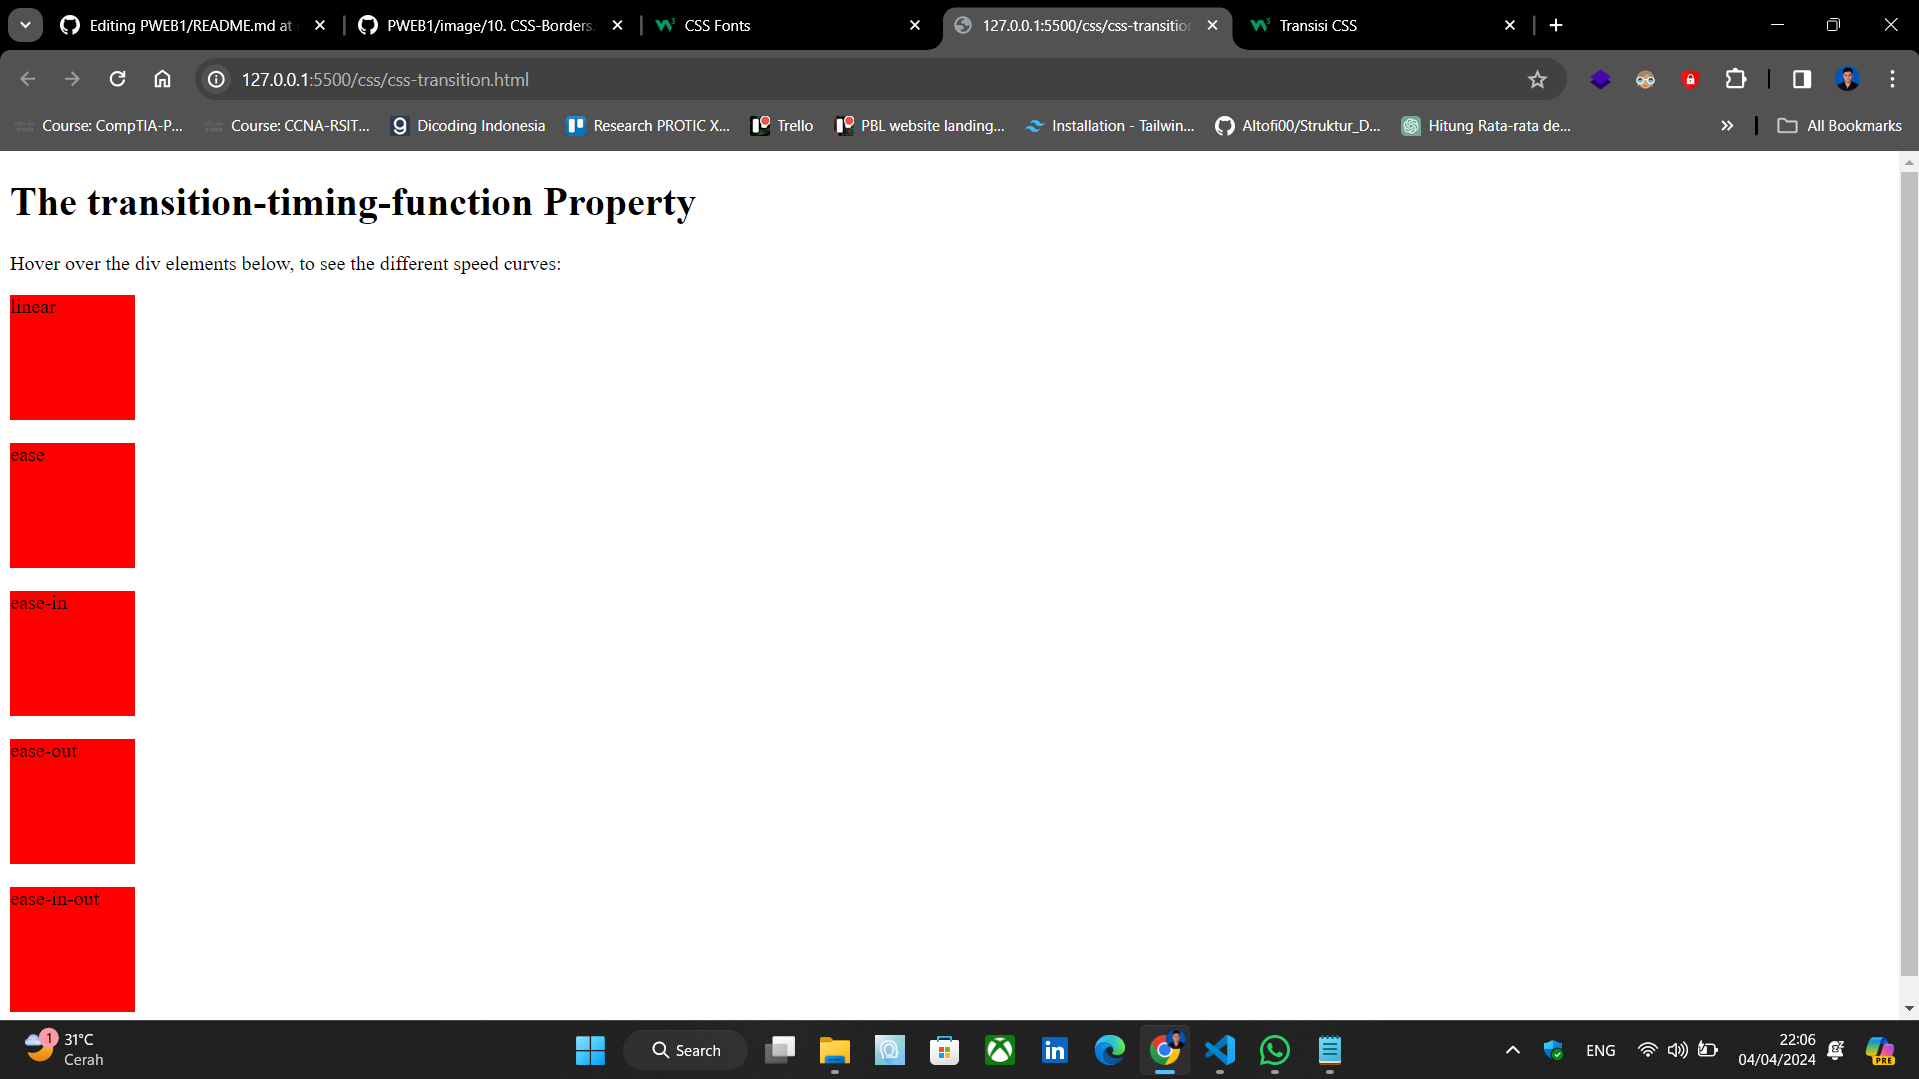 Editing PWEB1/README.md at
PWEB1/image/10. CSS-Borders.
CSS Fonts
127.0.0.1:5500/css/css-transition
Transisi CSS
127.0.0.1:5500/css/css-transition.html
Course: CompTIA-P...
Course: CCNA-RSIT...
Dicoding Indonesia
Research PROTIC X...
Trello
PBL website landing...
Installation - Tailwin...
Altofi00/Struktur_D...
Hitung Rata-rata de...
All Bookmarks
The transition-timing-function Property
Hover over the div elements below, to see the different speed curves:
linear
ease
ease-in
ease-out
ease-in-out
1
31°C
Cerah
Search
in
ENG
22:06
04/04/2024
PRE